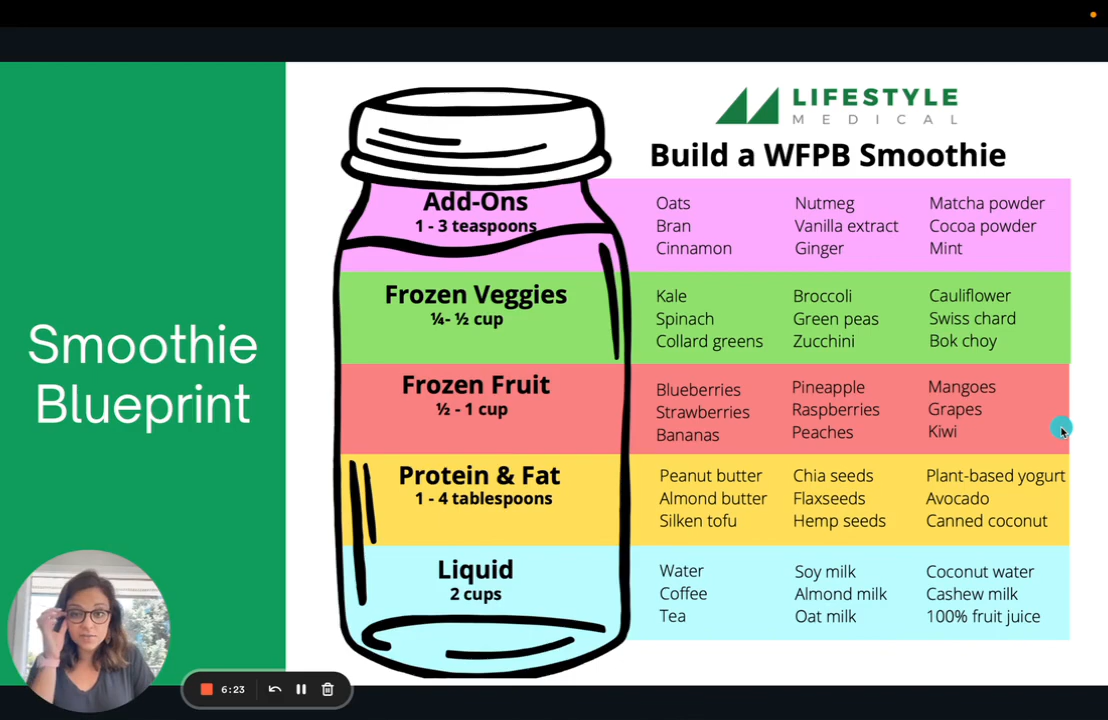 LIFESTYLE
MEDICAL
Build a WFPB Smoothie
Smoothie
Blueprint
Add-Ons
1 - 3 teaspoons
Oats
Bran
Cinnamon
Nutmeg
Vanilla extract
Ginger
Matcha powder
Cocoa powder
Mint
Frozen Veggies
¼- ½ cup
Kale
Spinach
Collard greens
Broccoli
Green peas
Zucchini
Cauliflower
Swiss chard
Bok choy
Frozen Fruit
½ - 1 cup
Blueberries
Strawberries
Bananas
Pineapple
Raspberries
Peaches
Mangoes
Grapes
Kiwi
Protein & Fat
1 - 4 tablespoons
Peanut butter
Almond butter
Silken tofu
Chia seeds
Flaxseeds
Hemp seeds
Plant-based yogurt
Avocado
Canned coconut
Liquid
2 cups
Water
Coffee
Tea
Soy milk
Almond milk
Oat milk
Coconut water
Cashew milk
100% fruit juice
6:23